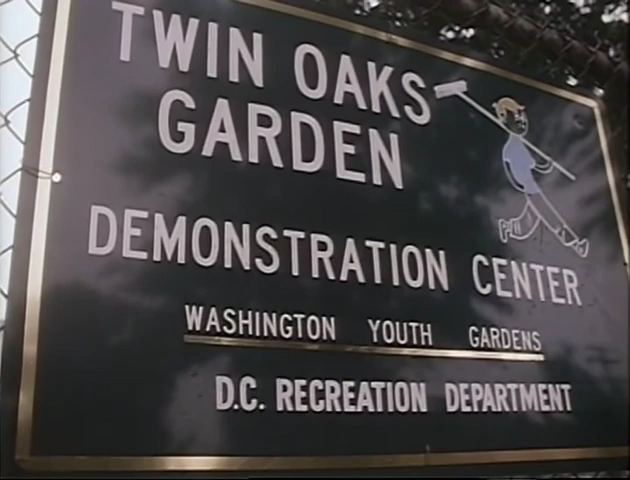 TWIN OAKS
GARDEN
DEMONSTRATION CENTER
WASHINGTON YOUTH GARDENS
D.C. RECREATION DEPARTMENT